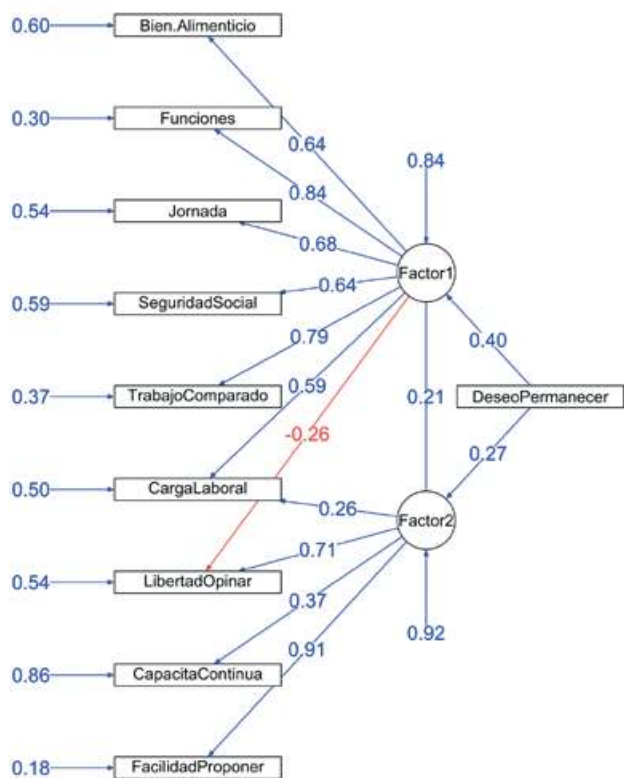 0.60 Bien.Alimenticio
0.30 Funciones
0.64
0.84
0.84
0.54 Jornada
0.68
Factor1
0.59 SeguridadSocial
0.64
0.79
0.40
0.37 TrabajoComparado
0.59
0.21
DeseoPermanecer
-0.26
0.27
0.50 CargaLaboral
0.26
Factor2
0.71
0.54 LibertadOpinar
0.37
0.92
0.91
0.86 CapacitaContinua
0.18 FacilidadProponer